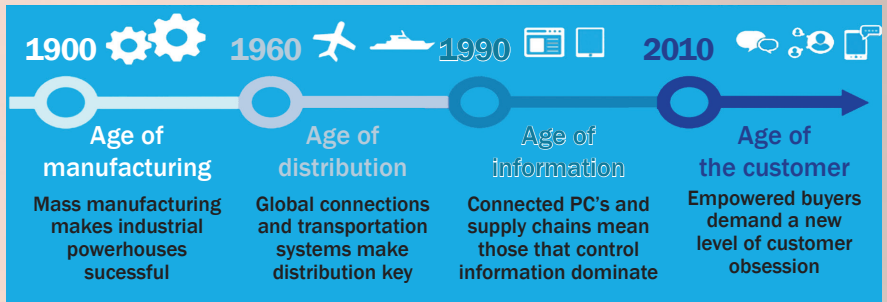 1900
Age of
manufacturing
Mass manufacturing
makes industrial
powerhouses
sucessful
1960
Age of
distribution
Global connections
and transportation
systems make
distribution key
1990
Age of
information
Connected PC's and
supply chains mean
those that control
information dominate
2010
Age of
the customer
Empowered buyers
demand a new
level of customer
obsession